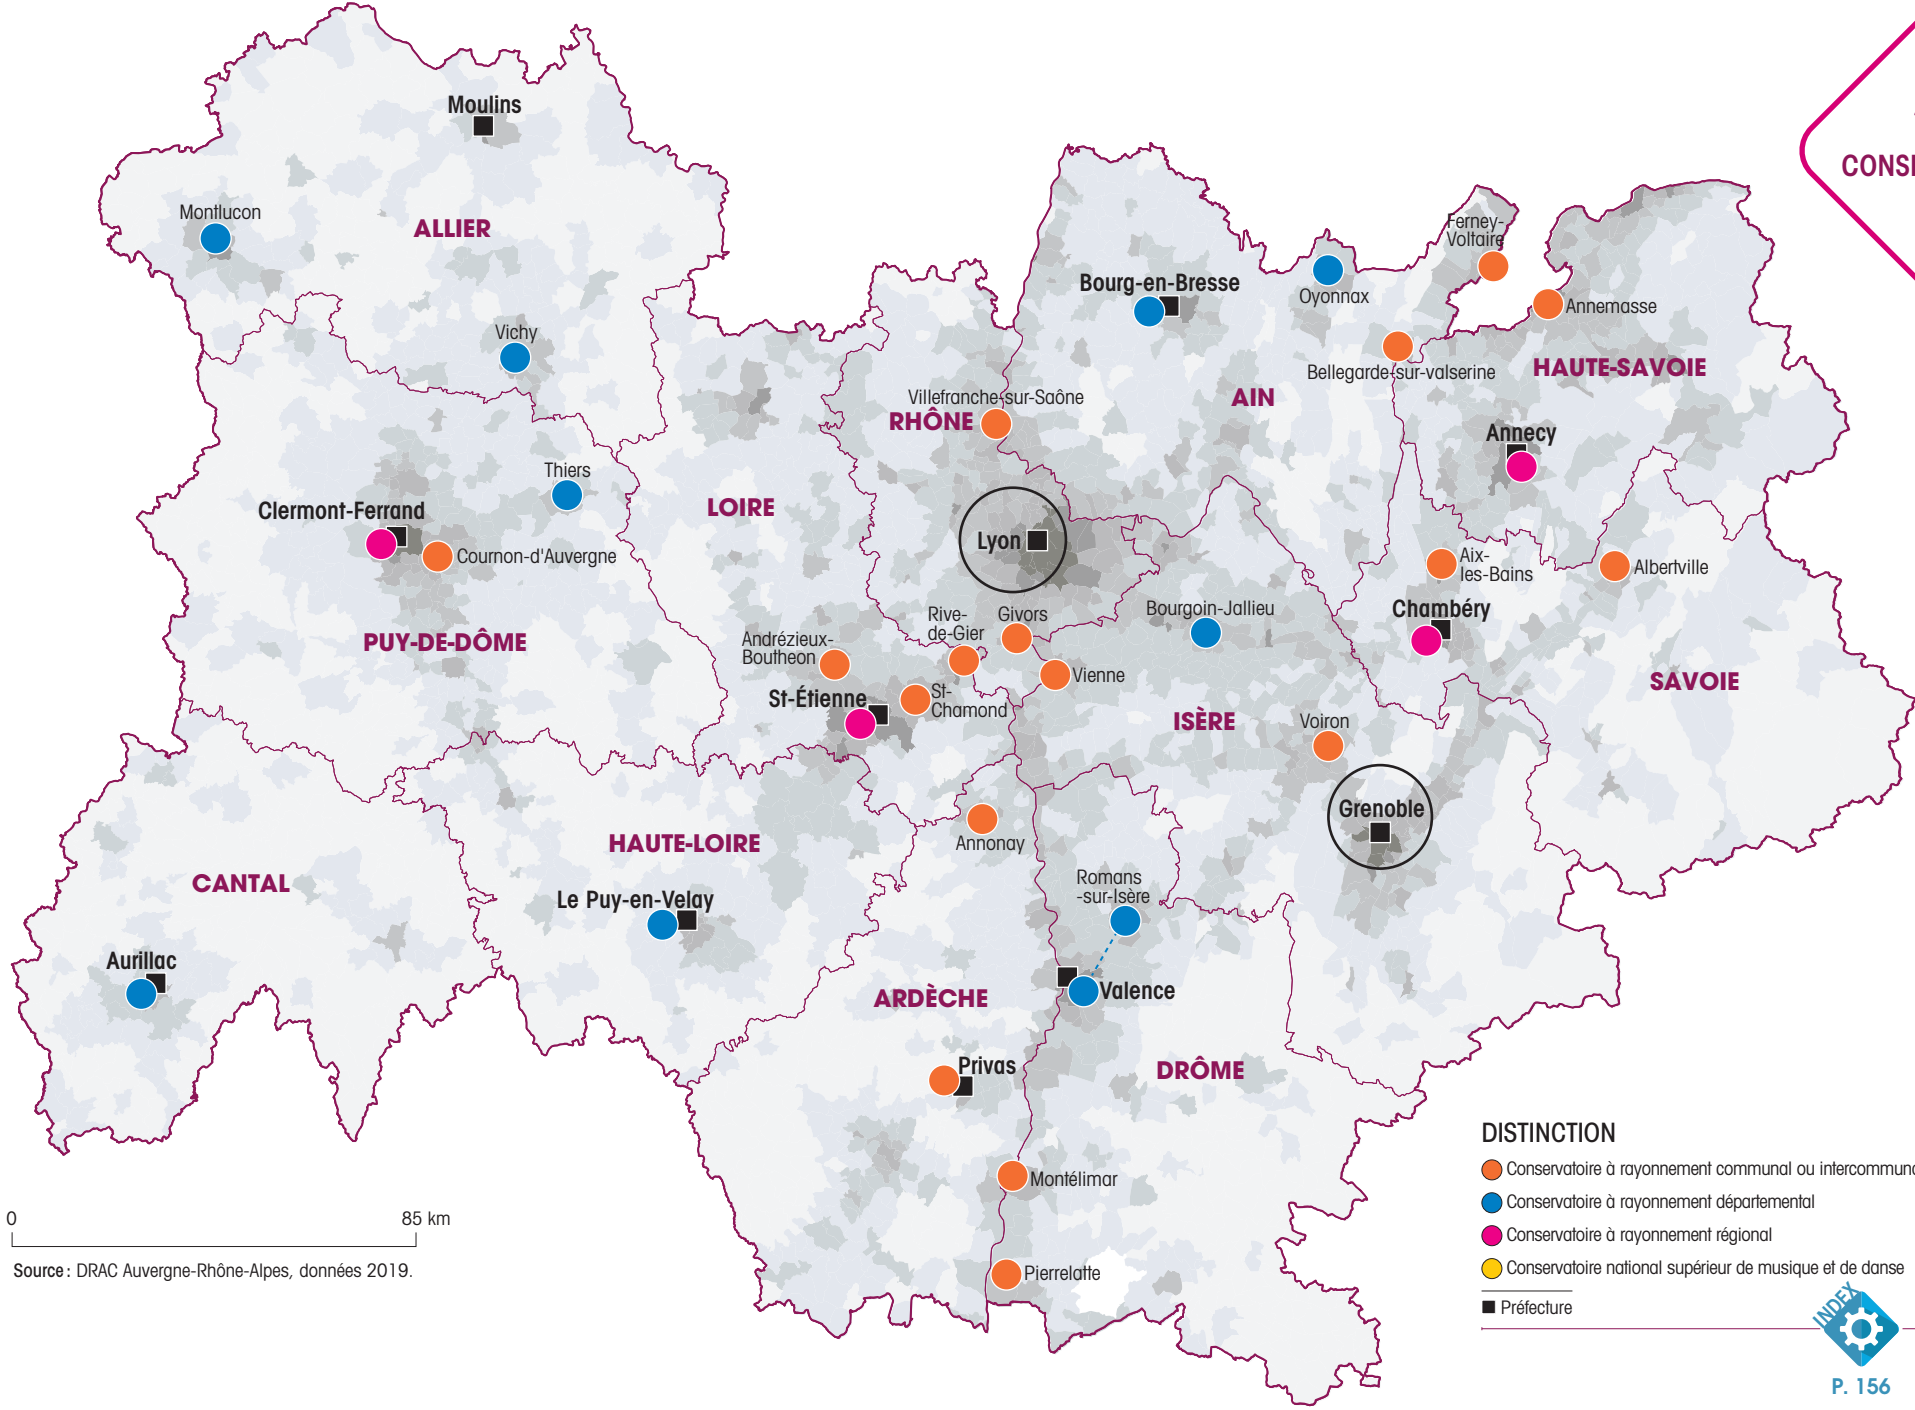 CONSE
Moulins
Montlucon
ALLIER
Ferney-
Voltaire
Bourg-en-Bresse
Oyonnax
Annemasse
Vichy
Bellegarde-sur-valserine
HAUTE-SAVOIE
Villefranche-sur-Saône
AIN
RHÔNE
Annecy
Thiers
Clermont-Ferrand
LOIRE
Lyon
Cournon-d'Auvergne
Aix-
les-Bains
Albertville
Bourgoin-Jallieu
Chambéry
Rive-
de-Gier
Givors
PUY-DE-DÔME
Andrézieux-
Boutheon
Vienne
SAVOIE
St-Étienne
St-
Chamond
ISÈRE
Voiron
Grenoble
HAUTE-LOIRE
Annonay
CANTAL
Romans
-sur-Isère
Le Puy-en-Velay
Aurillac
ARDÈCHE
Valence
Privas
DRÔME
Montélimar
Pierrelatte
DISTINCTION
Conservatoire à rayonnement communal ou intercommuna
Conservatoire à rayonnement départemental
Conservatoire à rayonnement régional
Conservatoire national supérieur de musique et de danse
Préfecture
0 85 km
Source : DRAC Auvergne-Rhône-Alpes, données 2019.
INDEX
P. 156